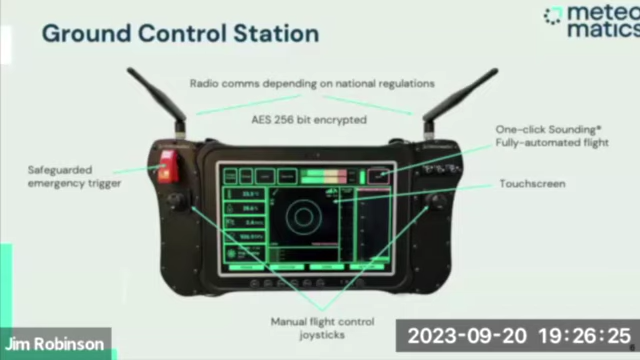 Ground Control Station
meteo
matics
Radio comms depending on national regulations
AES 256 bit encrypted
One-click Sounding®
Fully-automated flight
Safeguarded
emergency trigger
Touchscreen
Manual flight control
joysticks
Jim Robinson
2023-09-20 19:26:25